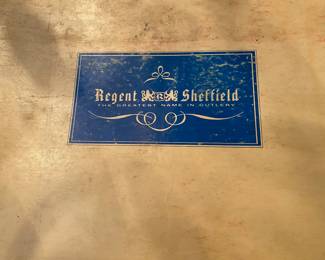 Regent Sheffield
THE GREATEST NAME IN CUTLERY